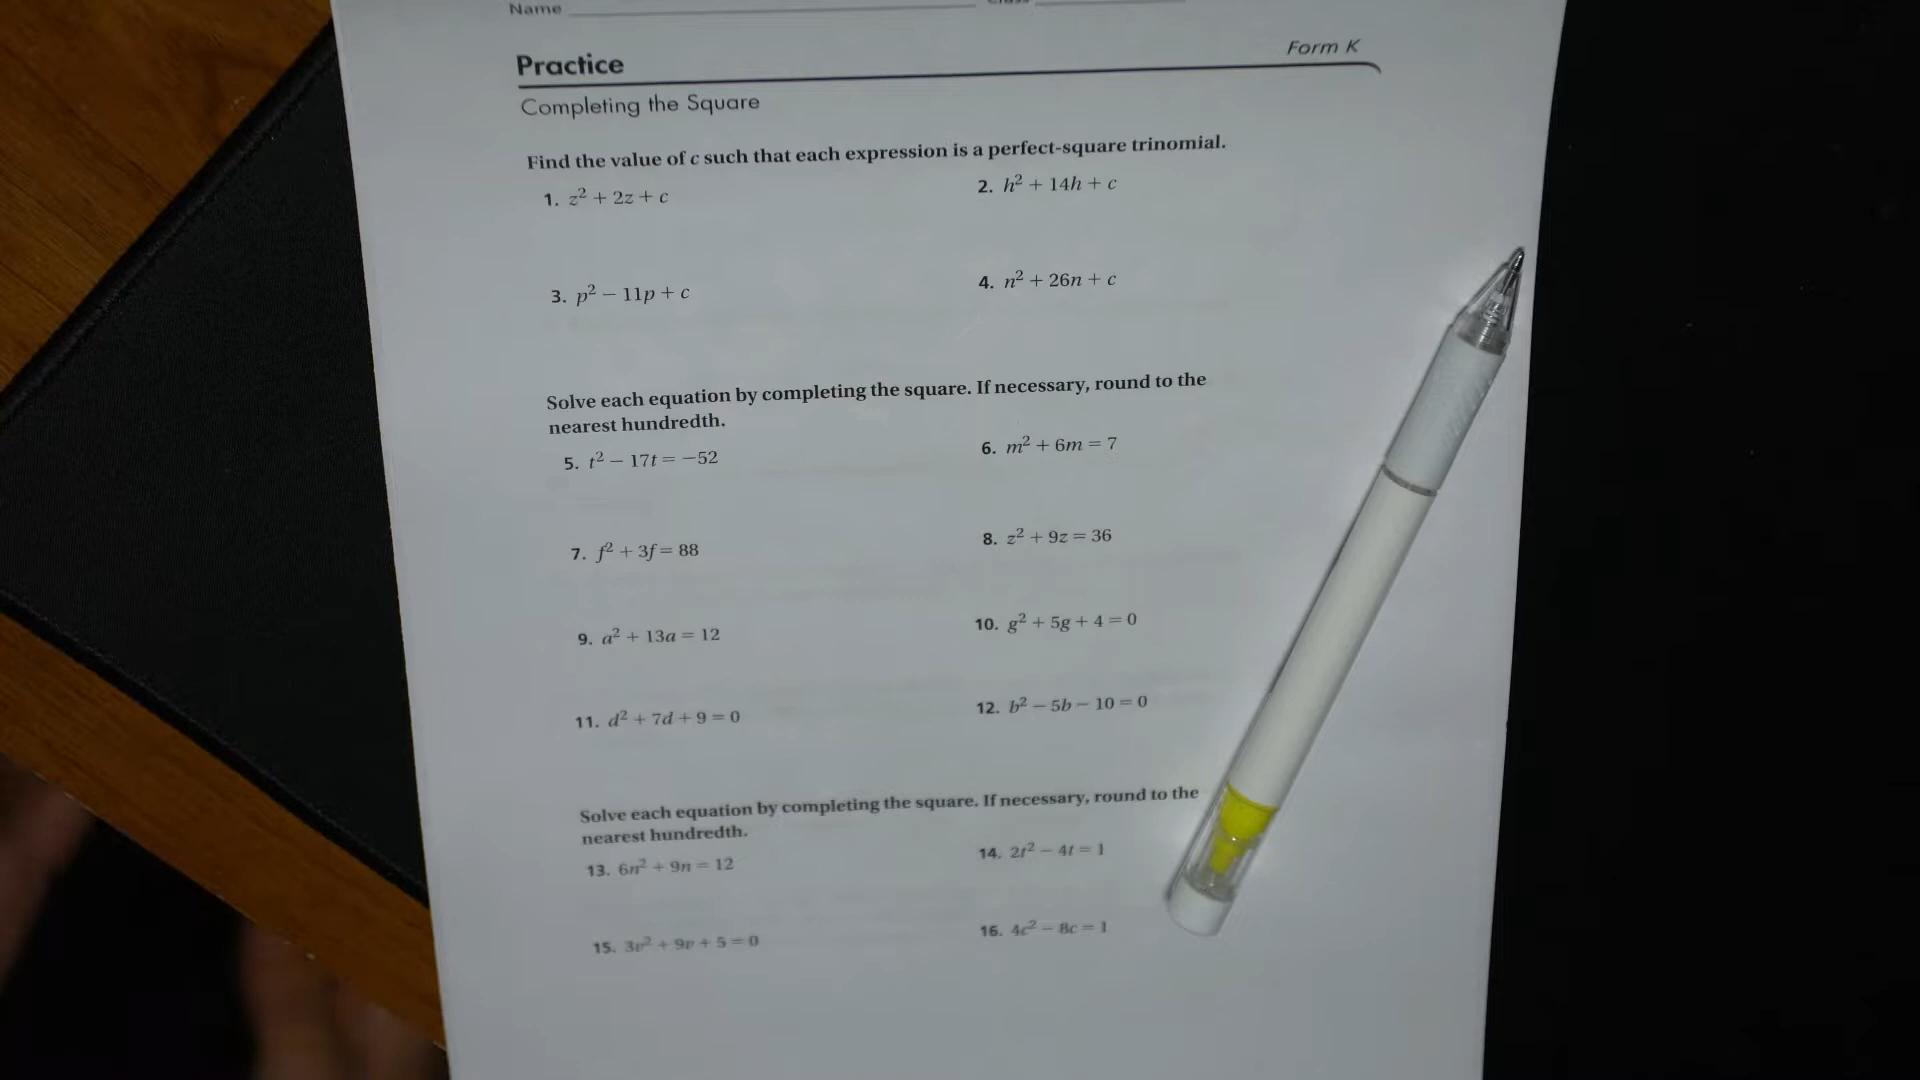 Name
Form K
Practice
Completing the Square
Find the value of c such that each expression is a perfect-square trinomial.
1. z² + 2z + c
2. h² + 14h + c
3. p² − 11p + c
4. n² + 26n + c
Solve each equation by completing the square. If necessary, round to the
nearest hundredth.
5. t² − 17t = −52
6. m² + 6m = 7
7. f² + 3f = 88
8. z² + 9z = 36
9. a² + 13a = 12
10. g² + 5g + 4 = 0
11. d² + 7d + 9 = 0
12. b² − 5b − 10 = 0
Solve each equation by completing the square. If necessary, round to the
nearest hundredth.
13. 6n² + 9n = 12
14. 2t² − 4t = 1
15. 3v² + 9v + 5 = 0
16. 4c² − 8c = 1